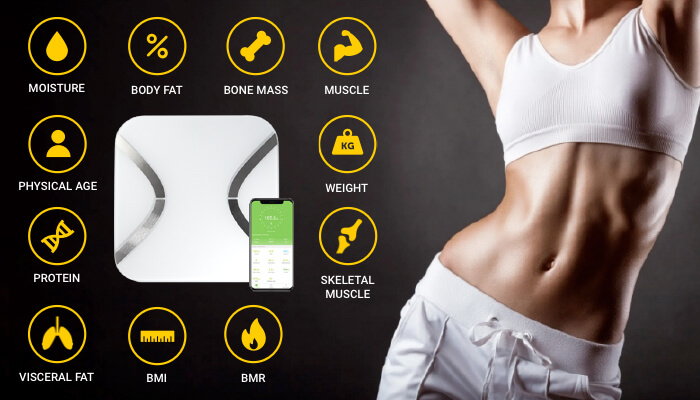 MOISTURE
BODY FAT
BONE MASS
MUSCLE
PHYSICAL AGE
KG
WEIGHT
PROTEIN
SKELETAL
MUSCLE
VISCERAL FAT
BMI
BMR